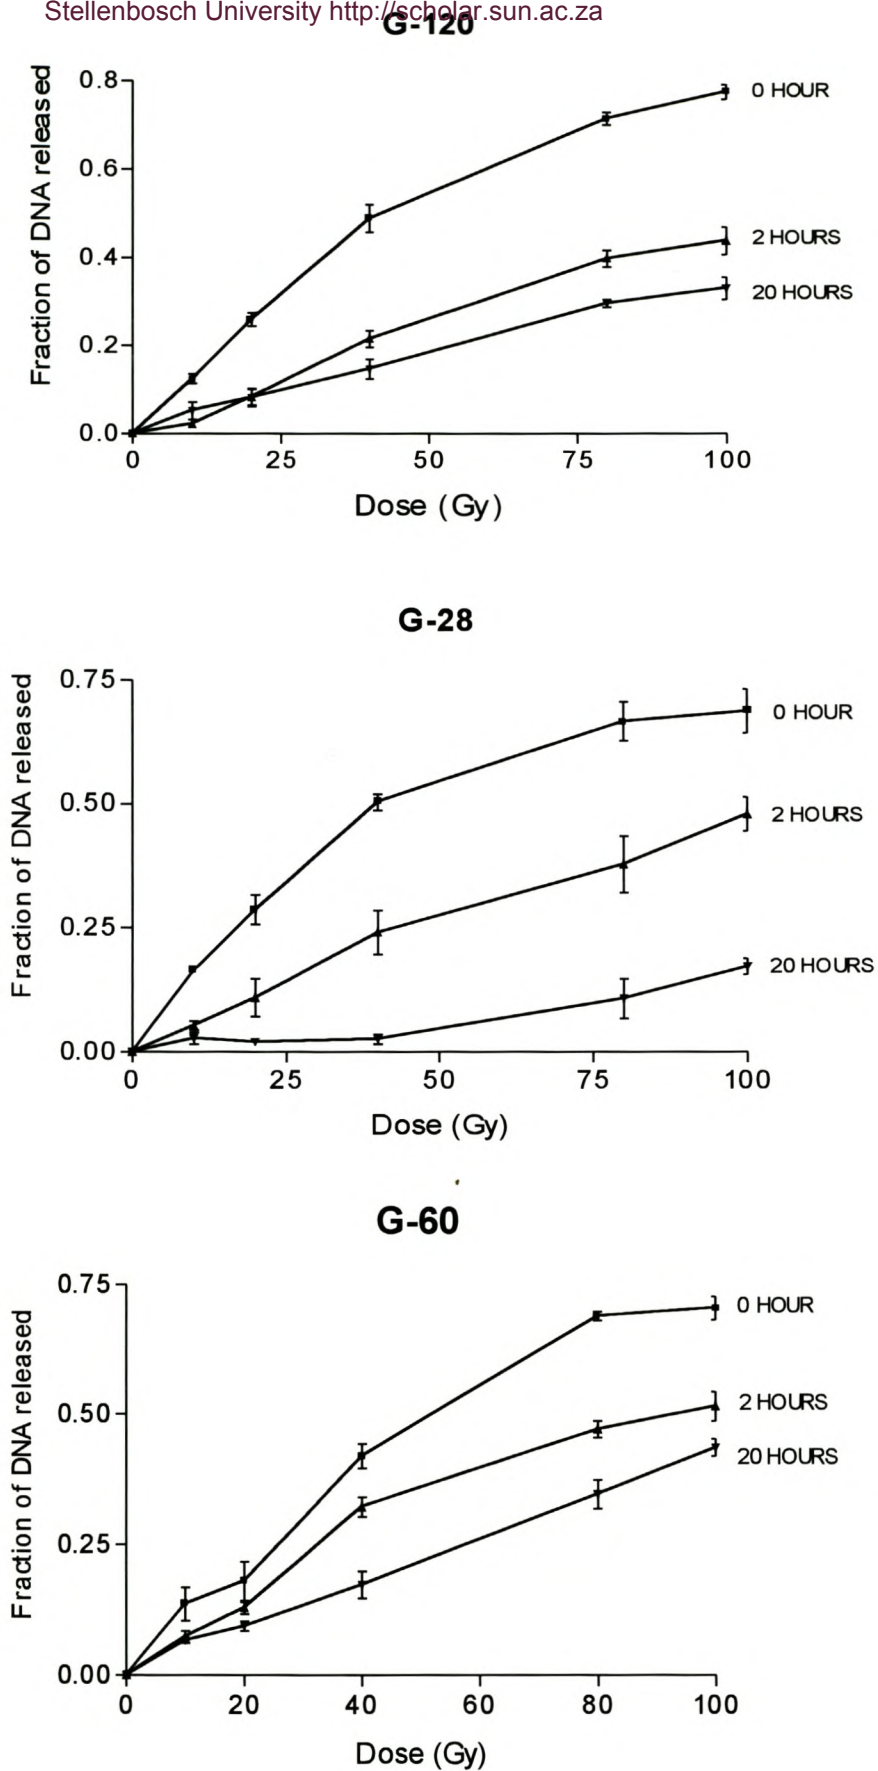 Stellenbosch University http://scholar.sun.ac.za
G-120
Fraction of DNA released
0.8
0.6
0.4
0.2
0.0
0 HOUR
2 HOURS
20 HOURS
0 25 50 75 100
Dose (Gy)
G-28
Fraction of DNA released
0.75
0.50
0.25
0.00
0 HOUR
2 HOURS
20 HOURS
0 25 50 75 100
Dose (Gy)
G-60
Fraction of DNA released
0.75
0.50
0.25
0.00
0 HOUR
2 HOURS
20 HOURS
0 20 40 60 80 100
Dose (Gy)